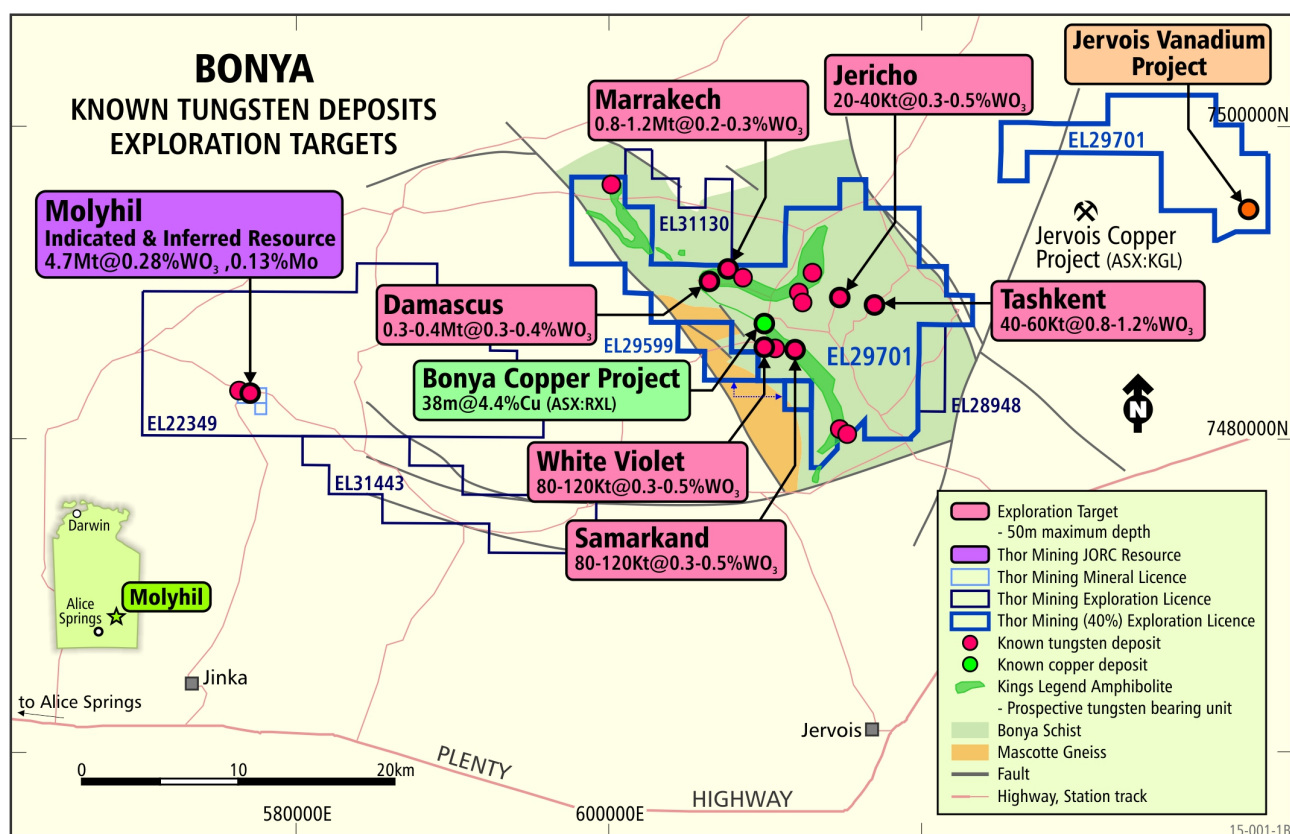 BONYA
KNOWN TUNGSTEN DEPOSITS
EXPLORATION TARGETS
Marrakech
0.8-1.2Mt@0.2-0.3%WO₃
Jericho
20-40Kt@0.3-0.5%WO₃
Jervois Vanadium
Project
7500000N
EL29701
Molyhil
Indicated & Inferred Resource
4.7Mt@0.28%WO₃ ,0.13%Mo
EL31130
Jervois Copper
Project (ASX:KGL)
Damascus
0.3-0.4Mt@0.3-0.4%WO₃
Tashkent
40-60Kt@0.8-1.2%WO₃
EL29599
EL29701
Bonya Copper Project
38m@4.4%Cu (ASX:RXL)
EL28948
N
EL22349
7480000N
White Violet
80-120Kt@0.3-0.5%WO₃
EL31443
Samarkand
80-120Kt@0.3-0.5%WO₃
Darwin
Alice
Springs
Molyhil
Exploration Target
- 50m maximum depth
Thor Mining JORC Resource
Thor Mining Mineral Licence
Thor Mining Exploration Licence
Thor Mining (40%) Exploration Licence
Known tungsten deposit
Known copper deposit
Kings Legend Amphibolite
- Prospective tungsten bearing unit
Bonya Schist
Mascotte Gneiss
Fault
Highway, Station track
Jinka
to Alice Springs
Jervois
PLENTY
HIGHWAY
0 10 20km
580000E
600000E
15-001-1B